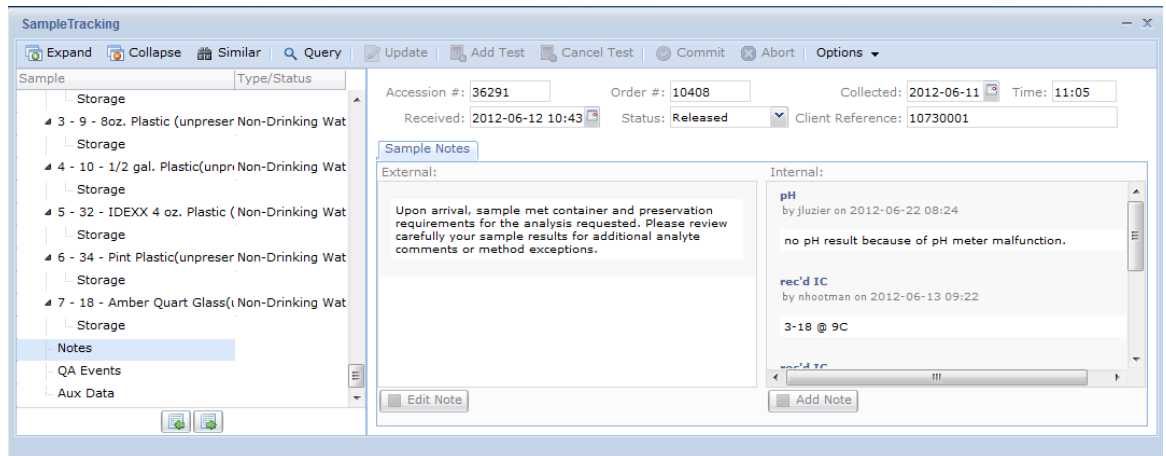 SampleTracking
Expand Collapse Similar Query Update Add Test Cancel Test Commit Abort Options
Sample Type/Status
Storage
3 - 9 - 8oz. Plastic (unpreser Non-Drinking Wat
Storage
4 - 10 - 1/2 gal. Plastic(unpr Non-Drinking Wat
Storage
5 - 32 - IDEXX 4 oz. Plastic ( Non-Drinking Wat
Storage
6 - 34 - Pint Plastic(unpreser Non-Drinking Wat
Storage
7 - 18 - Amber Quart Glass( Non-Drinking Wat
Storage
Notes
QA Events
Aux Data
Accession #: 36291 Order #: 10408 Collected: 2012-06-11 Time: 11:05
Received: 2012-06-12 10:43 Status: Released Client Reference: 10730001
Sample Notes
External:
Upon arrival, sample met container and preservation
requirements for the analysis requested. Please review
carefully your sample results for additional analyte
comments or method exceptions.
Edit Note
Internal:
pH
by jluzier on 2012-06-22 08:24
no pH result because of pH meter malfunction.
rec'd IC
by nhootman on 2012-06-13 09:22
3-18 @ 9C
rec'd IC
Add Note